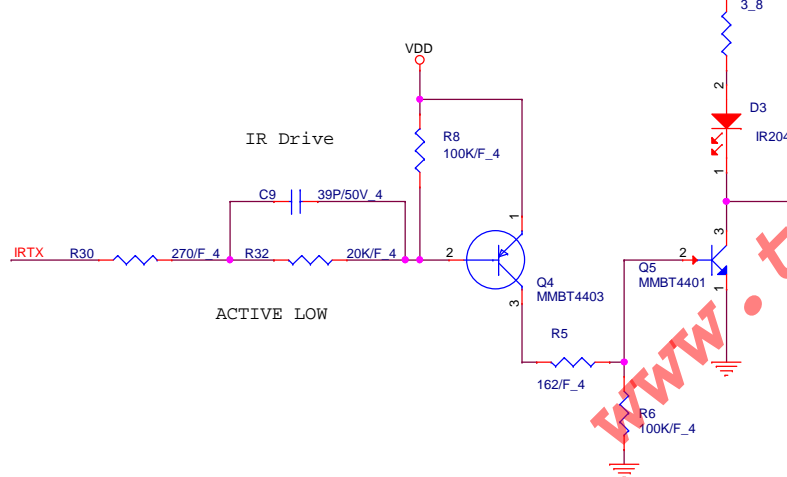 3_8
VDD
2
D3
IR Drive
R8
100K/F_4
IR204
1
C9
39P/50V_4
1
3
IRTX
R30
270/F_4
R32
20K/F_4
2
2
Q5
MMBT4401
Q4
MMBT4403
1
3
ACTIVE LOW
R5
162/F_4
R6
100K/F_4
www.t